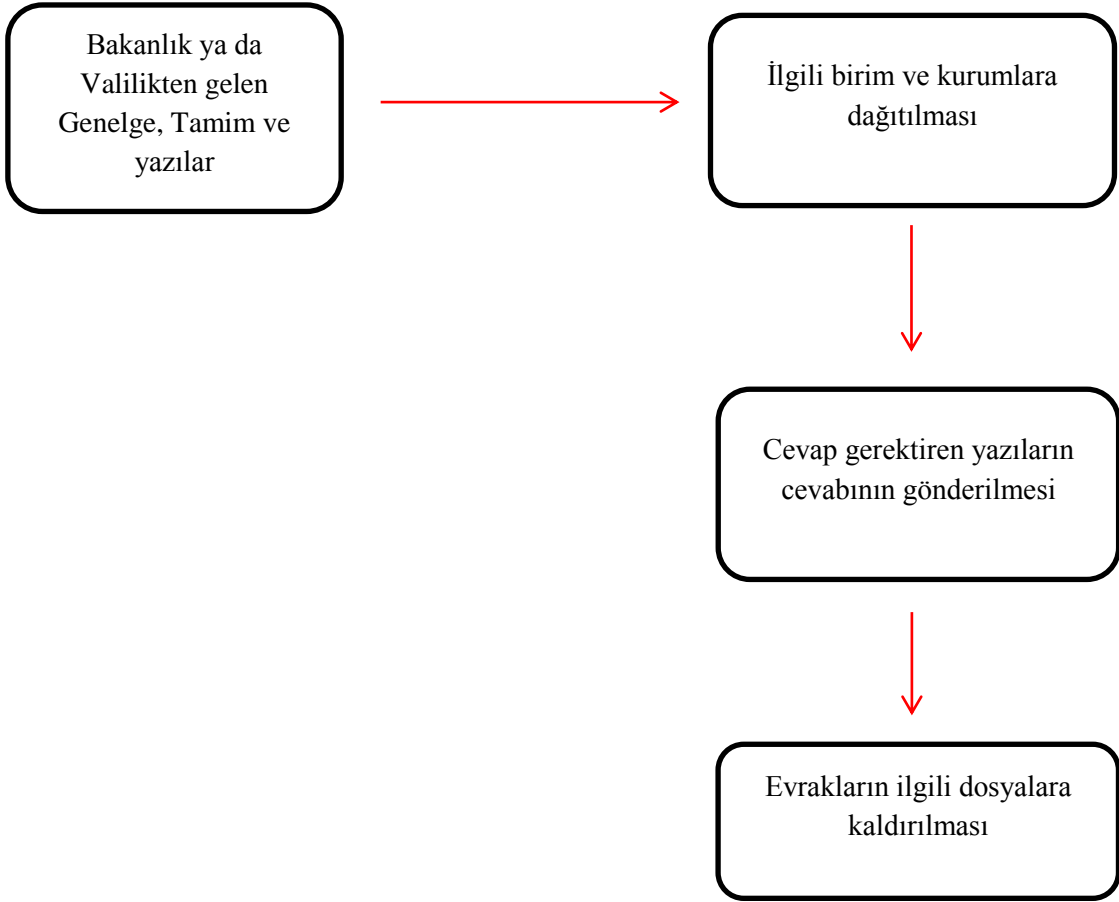 Bakanlık ya da
Valilikten gelen
Genelge, Tamim ve
yazılar
İlgili birim ve kurumlara
dağıtılması
Cevap gerektiren yazıların
cevabının gönderilmesi
Evrakların ilgili dosyalara
kaldırılması